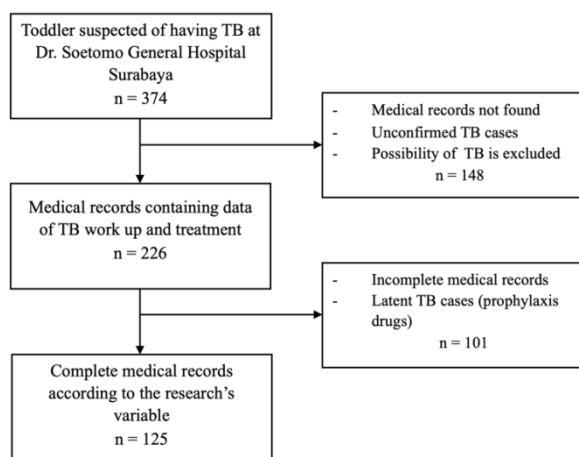 Toddler suspected of having TB at
Dr. Soetomo General Hospital
Surabaya
n = 374
- Medical records not found
- Unconfirmed TB cases
- Possibility of TB is excluded
n = 148
Medical records containing data
of TB work up and treatment
n = 226
- Incomplete medical records
- Latent TB cases (prophylaxis
drugs)
n = 101
Complete medical records
according to the research's
variable
n = 125